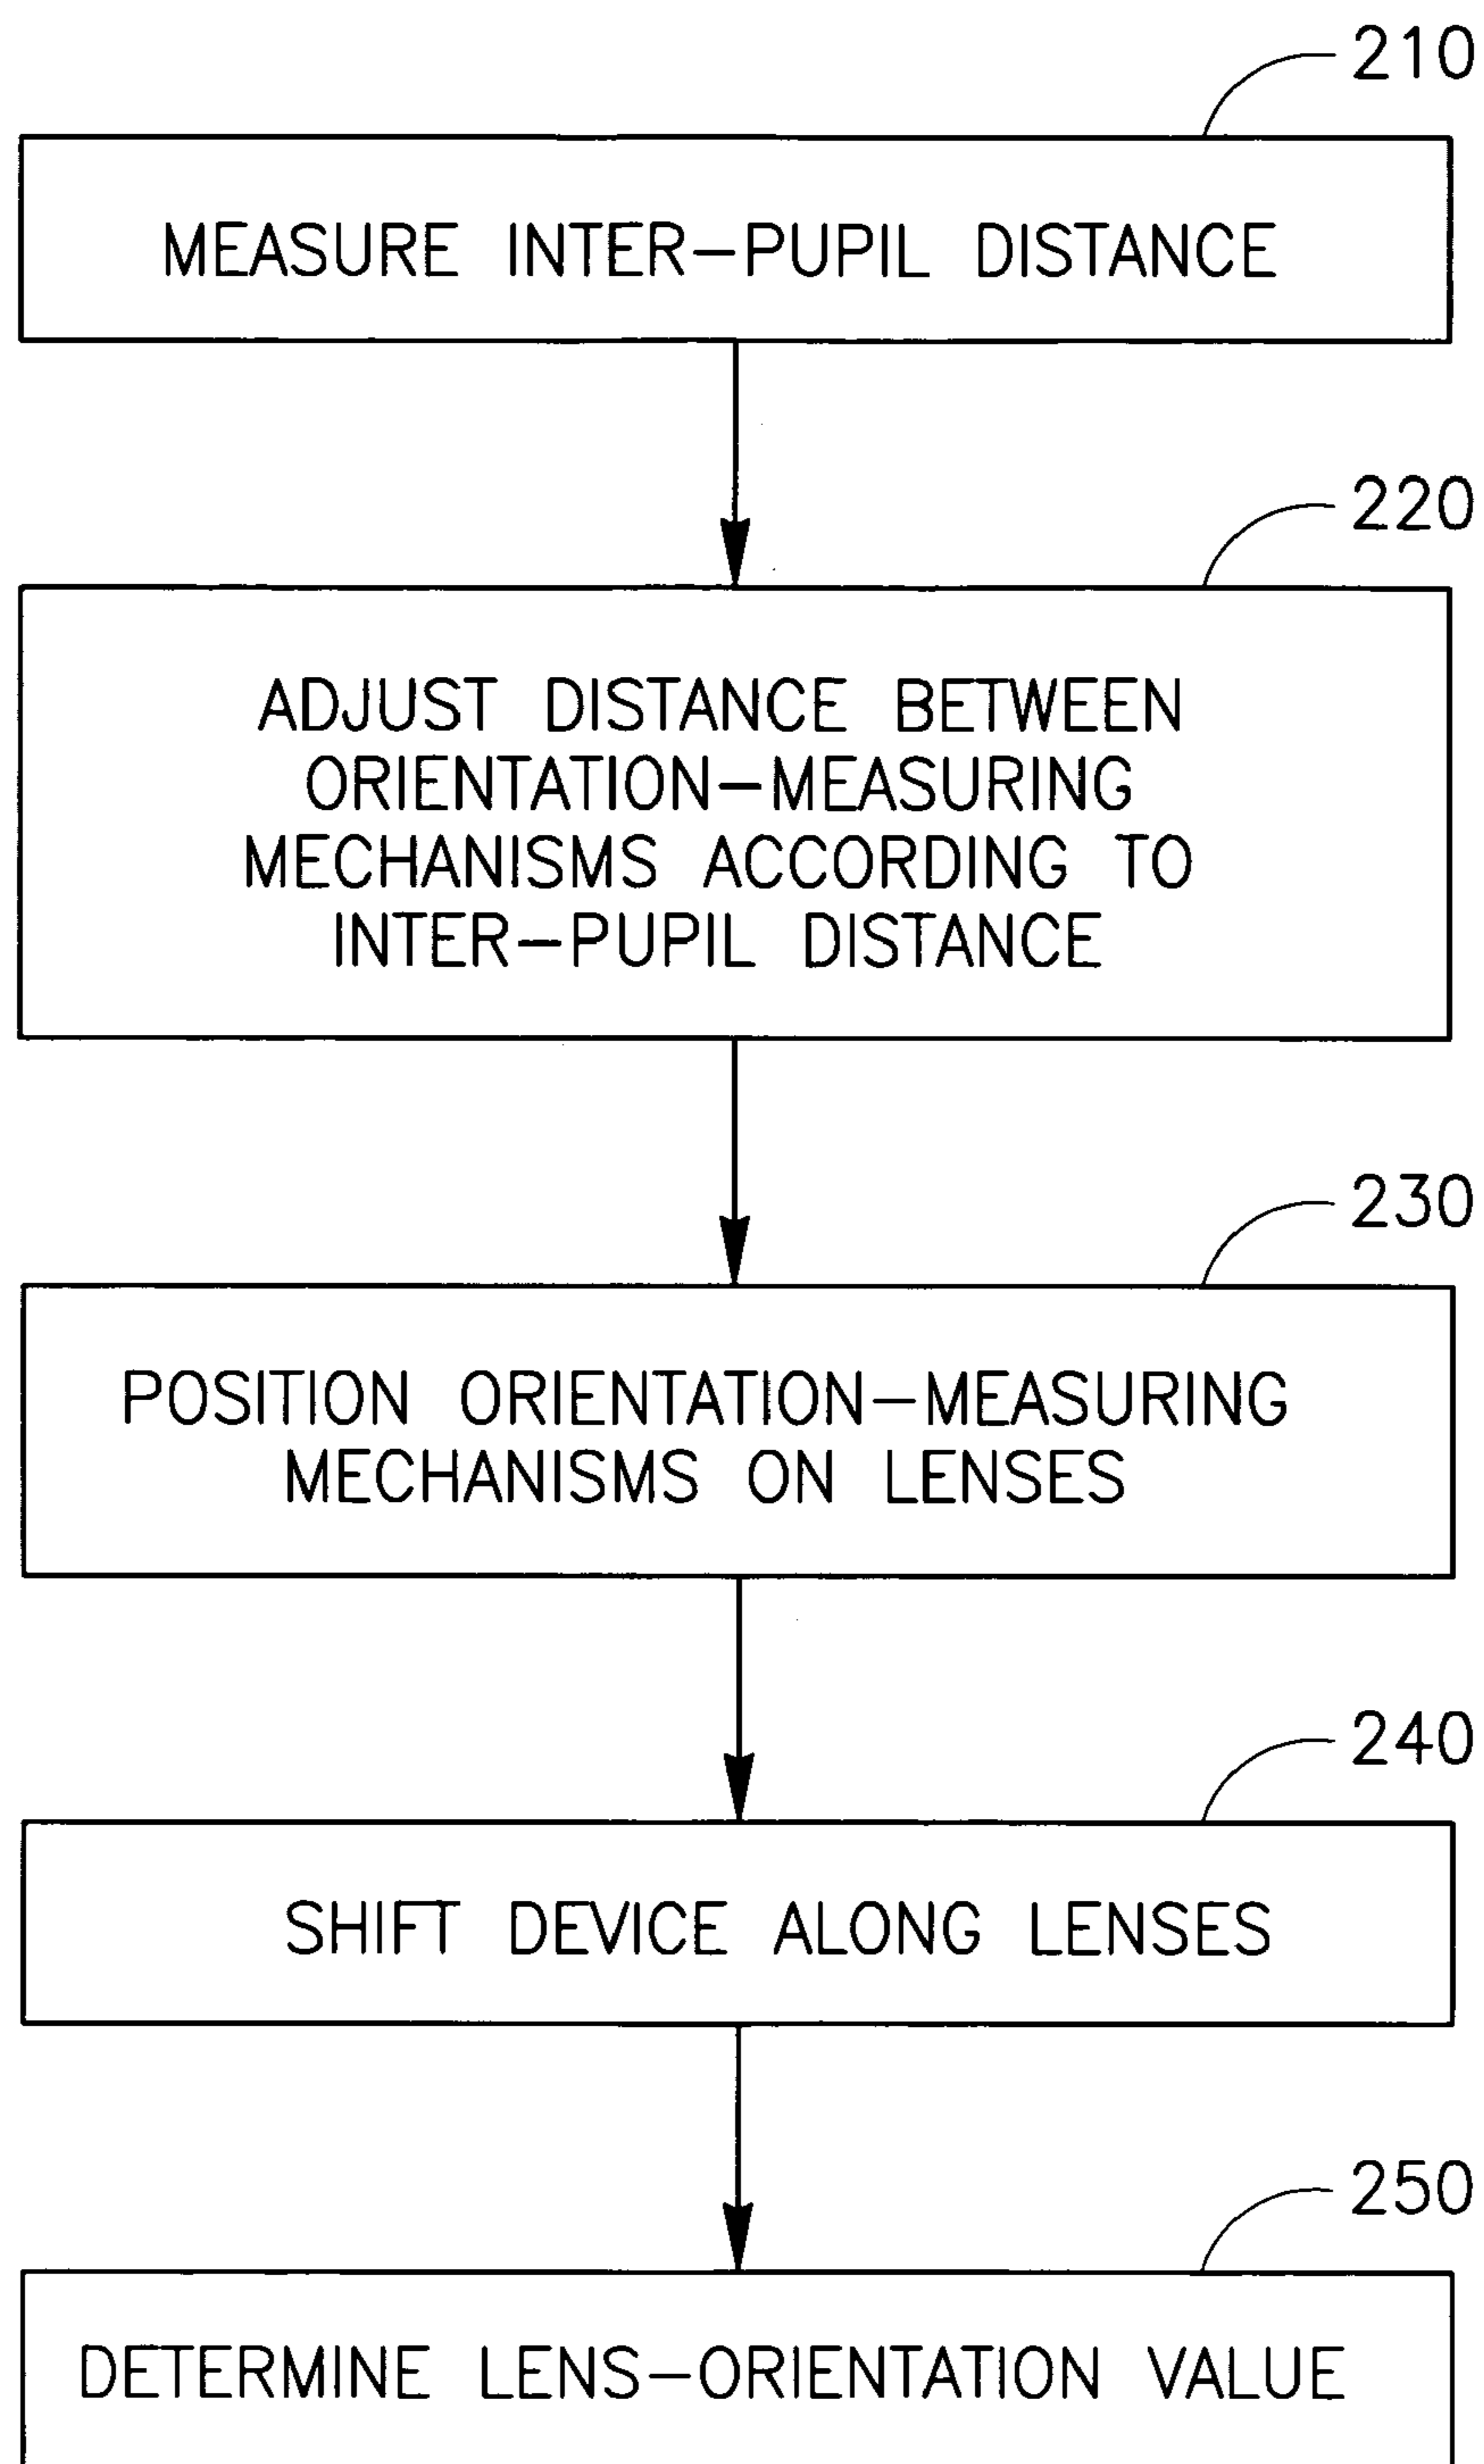 210
MEASURE INTER-PUPIL DISTANCE
220
ADJUST DISTANCE BETWEEN
ORIENTATION-MEASURING
MECHANISMS ACCORDING TO
INTER-PUPIL DISTANCE
230
POSITION ORIENTATION-MEASURING
MECHANISMS ON LENSES
240
SHIFT DEVICE ALONG LENSES
250
DETERMINE LENS-ORIENTATION VALUE